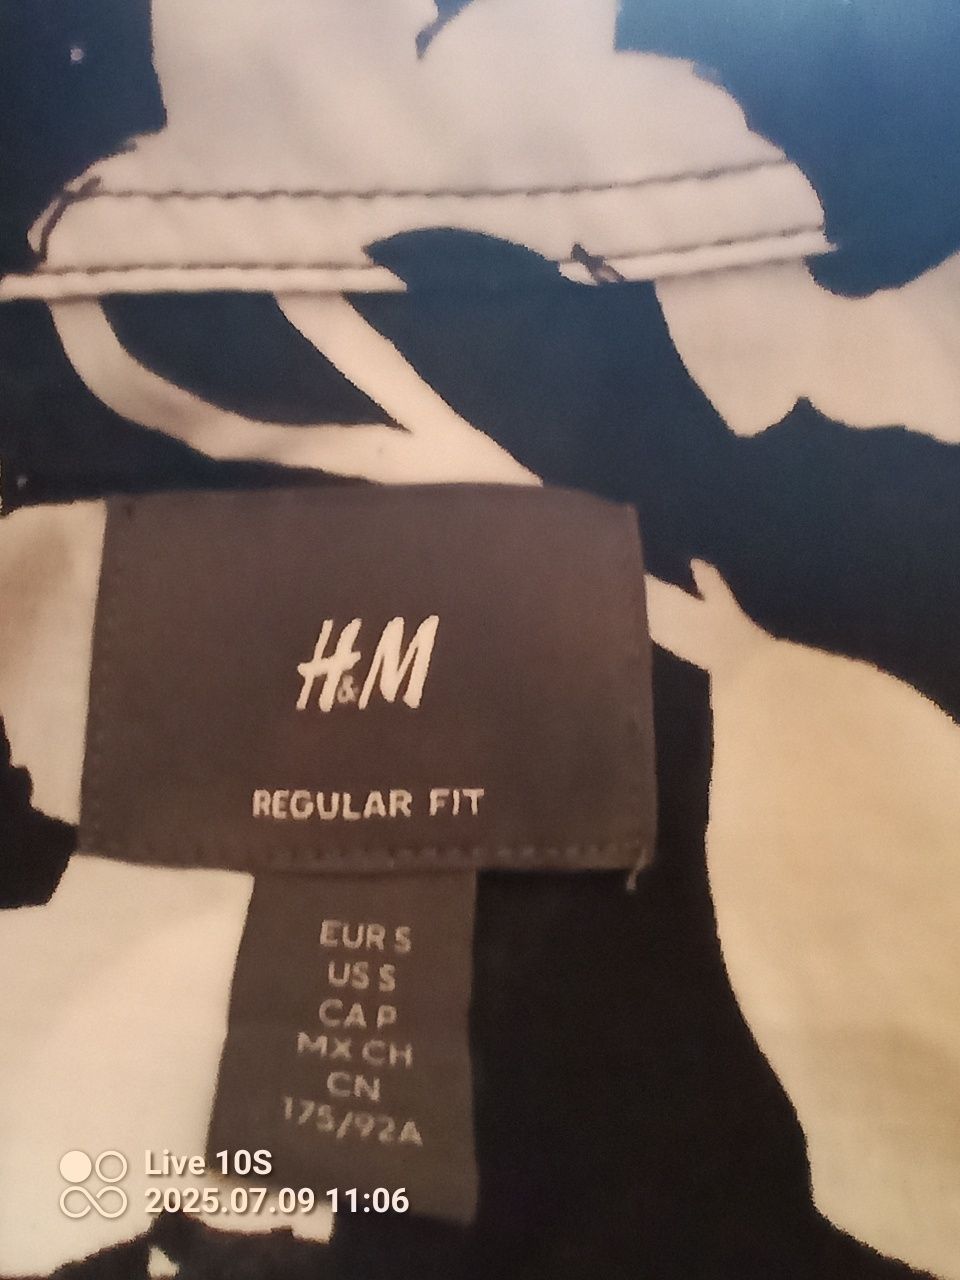 H&M
REGULAR FIT
EUR S
US S
CA P
MX CH
CN
175/92A
Live 10S
2025.07.09 11:06